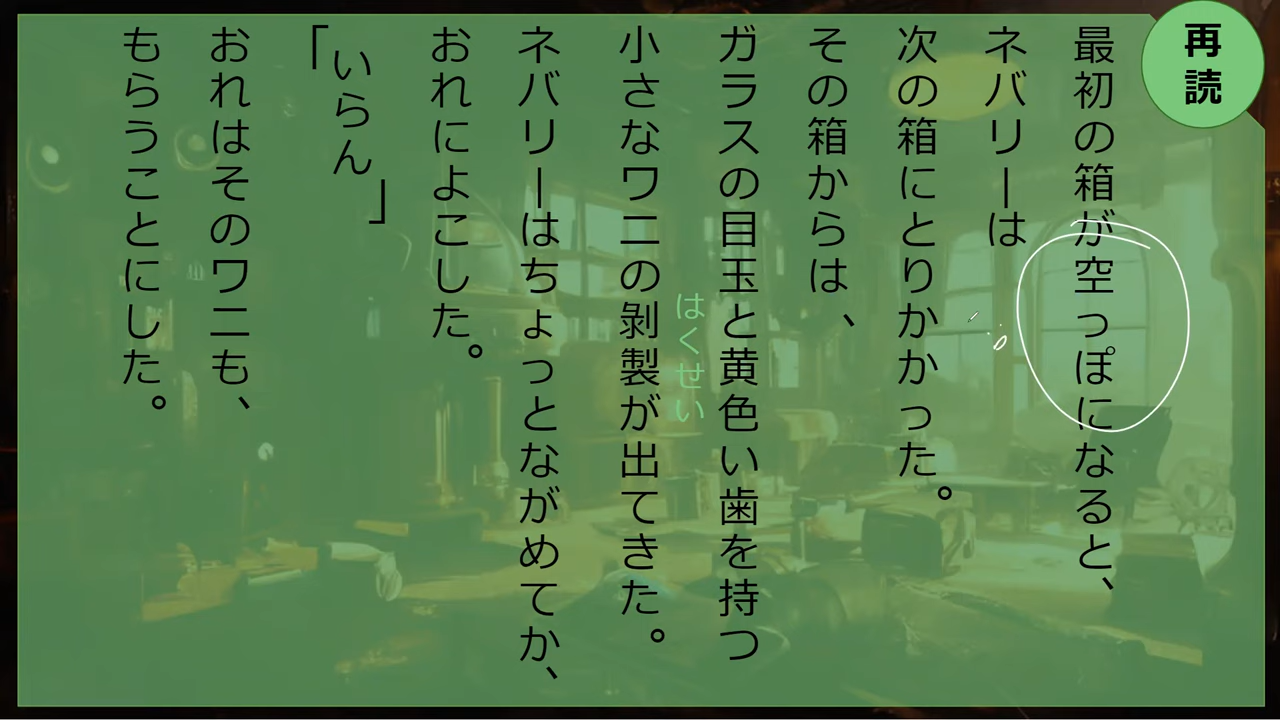 再読
最初の箱が空っぽになると、
ネバリーは
次の箱にとりかかった。
その箱からは、
ガラスの目玉と黄色い歯を持つ
小さなワニの剝製が出てきた。
はくせい
ネバリーはちょっとながめてか、
おれによこした。
「いらん」
おれはそのワニも、
もらうことにした。